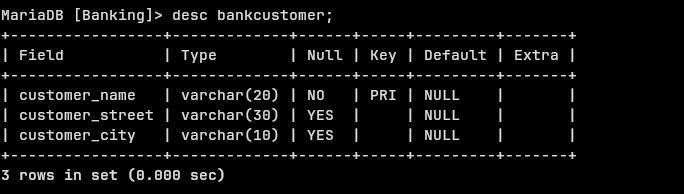 MariaDB [Banking]> desc bankcustomer;
+-----------------+-------------+------+-----+---------+-------+
| Field           | Type        | Null | Key | Default | Extra |
+-----------------+-------------+------+-----+---------+-------+
| customer_name   | varchar(20) | NO   | PRI | NULL    |       |
| customer_street | varchar(30) | YES  |     | NULL    |       |
| customer_city   | varchar(10) | YES  |     | NULL    |       |
+-----------------+-------------+------+-----+---------+-------+
3 rows in set (0.000 sec)